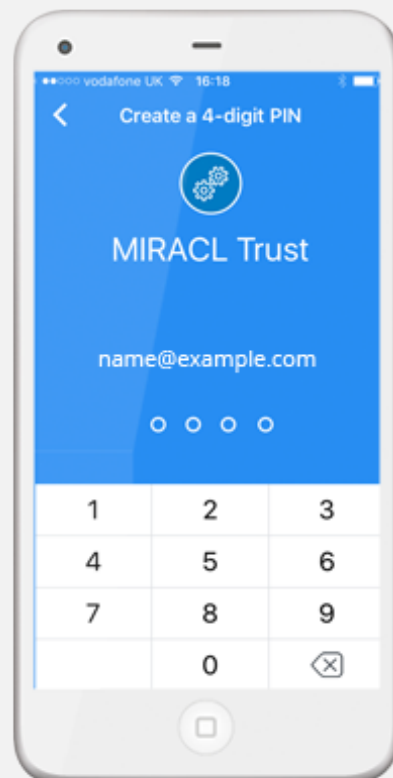 vodafone UK 16:18
Create a 4-digit PIN
MIRACL Trust
name@example.com
1 2 3
4 5 6
7 8 9
0